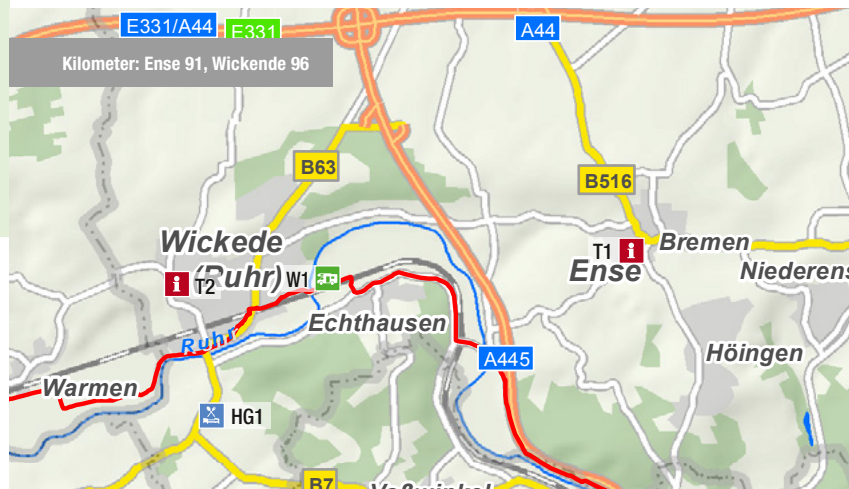 E331/A44
E331
A44
Kilometer: Ense 91, Wickende 96
B63
B516
Wickede
(Ruhr)
T1
Bremen
Ense
Niederens
T2
W1
Echthausen
Ruhr
Höingen
A445
Warmen
HG1
B7
Voßwinkel